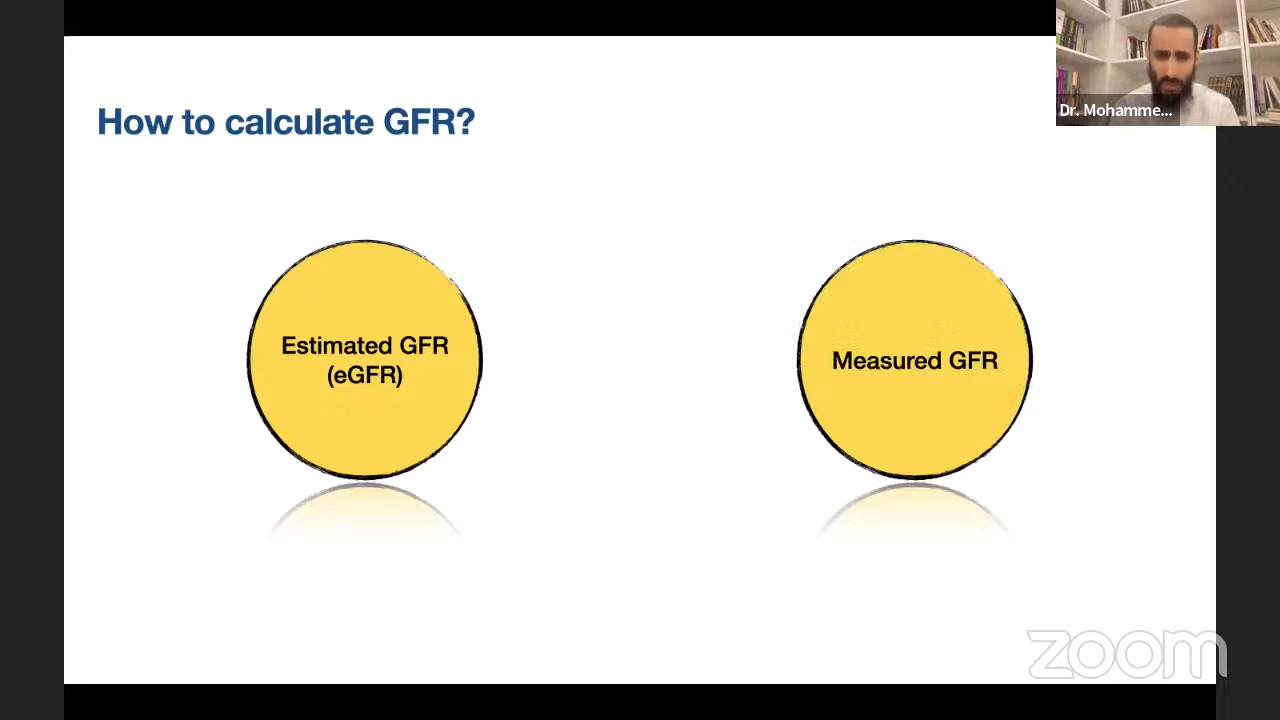 How to calculate GFR?
Dr. Mohamme...
Estimated GFR
(eGFR)
Measured GFR
zoom